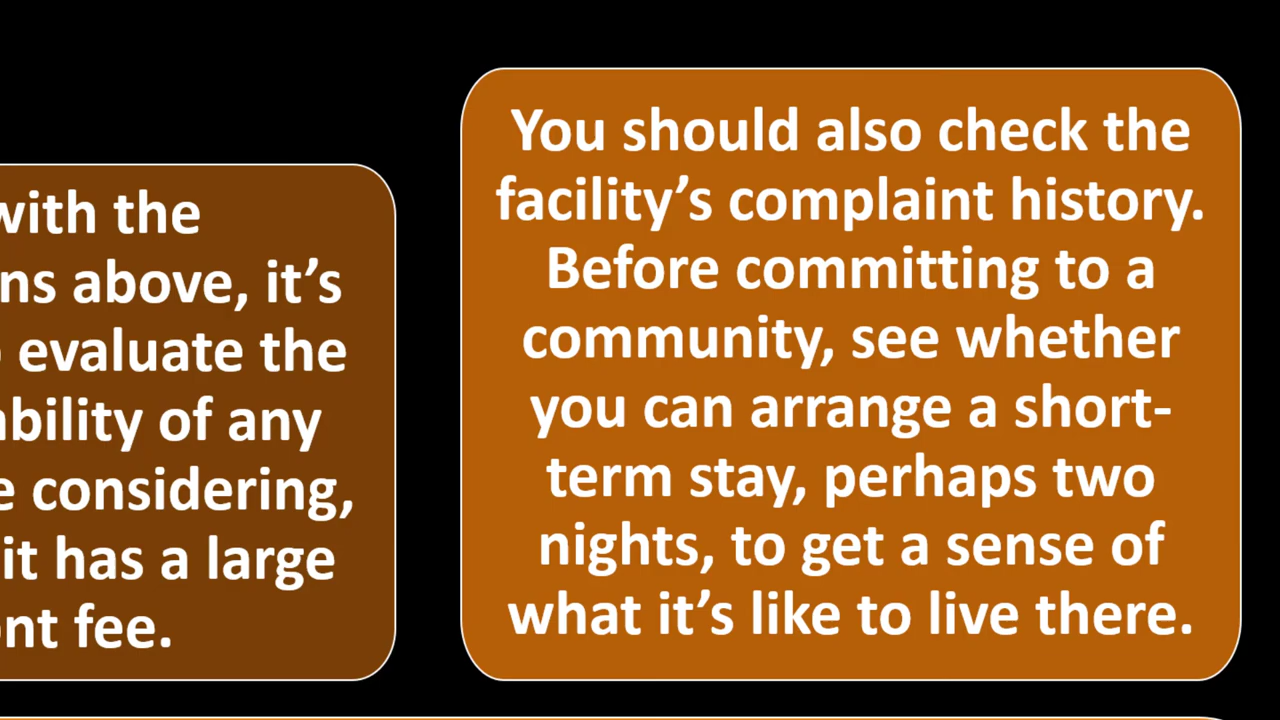 with the
ns above, it's
evaluate the
ability of any
considering,
it has a large
nt fee.
You should also check the
facility's complaint history.
Before committing to a
community, see whether
you can arrange a short-
term stay, perhaps two
nights, to get a sense of
what it's like to live there.